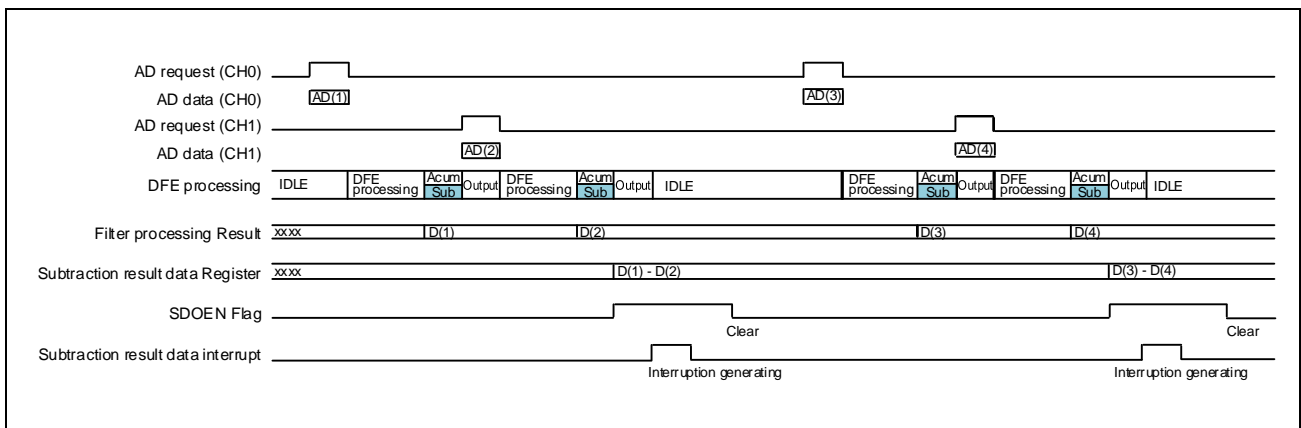 AD request (CH0)
AD data (CH0) AD(1) AD(3)
AD request (CH1)
AD data (CH1) AD(2) AD(4)
DFE processing IDLE DFE processing Acum Sub Output DFE processing Acum Sub Output IDLE DFE processing Acum Sub Output DFE processing Acum Sub Output IDLE
Filter processing Result xxxx D(1) D(2) D(3) D(4)
Subtraction result data Register xxxx D(1) - D(2) D(3) - D(4)
SDOEN Flag
Clear Clear
Subtraction result data interrupt
Interruption generating Interruption generating